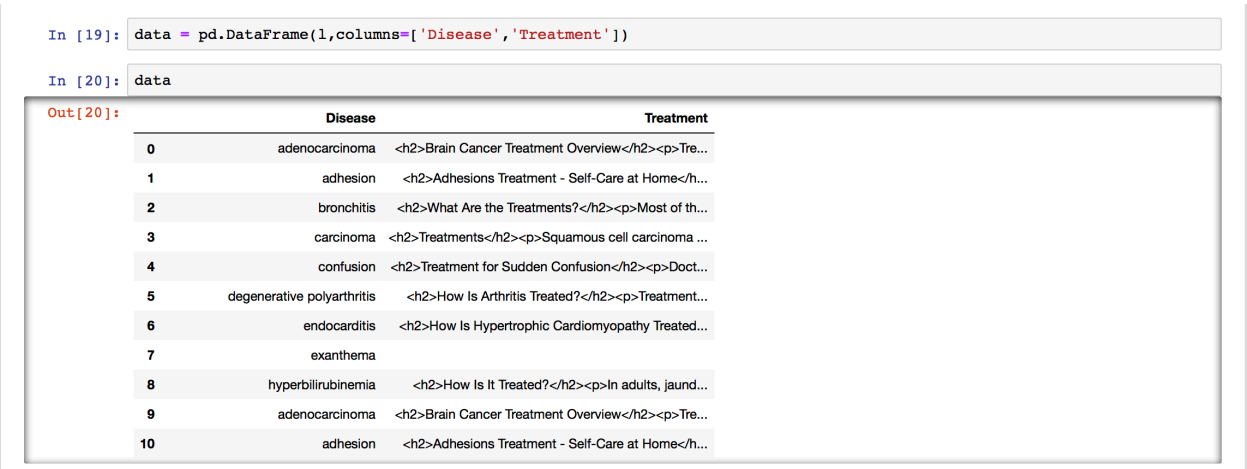 In [19]: data = pd.DataFrame(l,columns=['Disease','Treatment'])
In [20]: data
Out[20]:
Disease Treatment
0 adenocarcinoma <h2>Brain Cancer Treatment Overview</h2><p>Tre...
1 adhesion <h2>Adhesions Treatment - Self-Care at Home</h...
2 bronchitis <h2>What Are the Treatments?</h2><p>Most of th...
3 carcinoma <h2>Treatments</h2><p>Squamous cell carcinoma ...
4 confusion <h2>Treatment for Sudden Confusion</h2><p>Doct...
5 degenerative polyarthritis <h2>How Is Arthritis Treated?</h2><p>Treatment...
6 endocarditis <h2>How Is Hypertrophic Cardiomyopathy Treated...
7 exanthema
8 hyperbilirubinemia <h2>How Is It Treated?</h2><p>In adults, jaund...
9 adenocarcinoma <h2>Brain Cancer Treatment Overview</h2><p>Tre...
10 adhesion <h2>Adhesions Treatment - Self-Care at Home</h...